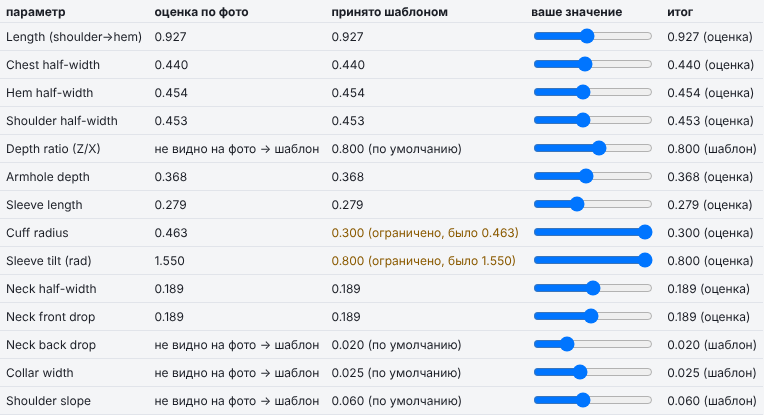 параметр оценка по фото принято шаблоном ваше значение итог
Length (shoulder→hem) 0.927 0.927 0.927 (оценка)
Chest half-width 0.440 0.440 0.440 (оценка)
Hem half-width 0.454 0.454 0.454 (оценка)
Shoulder half-width 0.453 0.453 0.453 (оценка)
Depth ratio (Z/X) не видно на фото → шаблон 0.800 (по умолчанию) 0.800 (шаблон)
Armhole depth 0.368 0.368 0.368 (оценка)
Sleeve length 0.279 0.279 0.279 (оценка)
Cuff radius 0.463 0.300 (ограничено, было 0.463) 0.300 (оценка)
Sleeve tilt (rad) 1.550 0.800 (ограничено, было 1.550) 0.800 (оценка)
Neck half-width 0.189 0.189 0.189 (оценка)
Neck front drop 0.189 0.189 0.189 (оценка)
Neck back drop не видно на фото → шаблон 0.020 (по умолчанию) 0.020 (шаблон)
Collar width не видно на фото → шаблон 0.025 (по умолчанию) 0.025 (шаблон)
Shoulder slope не видно на фото → шаблон 0.060 (по умолчанию) 0.060 (шаблон)